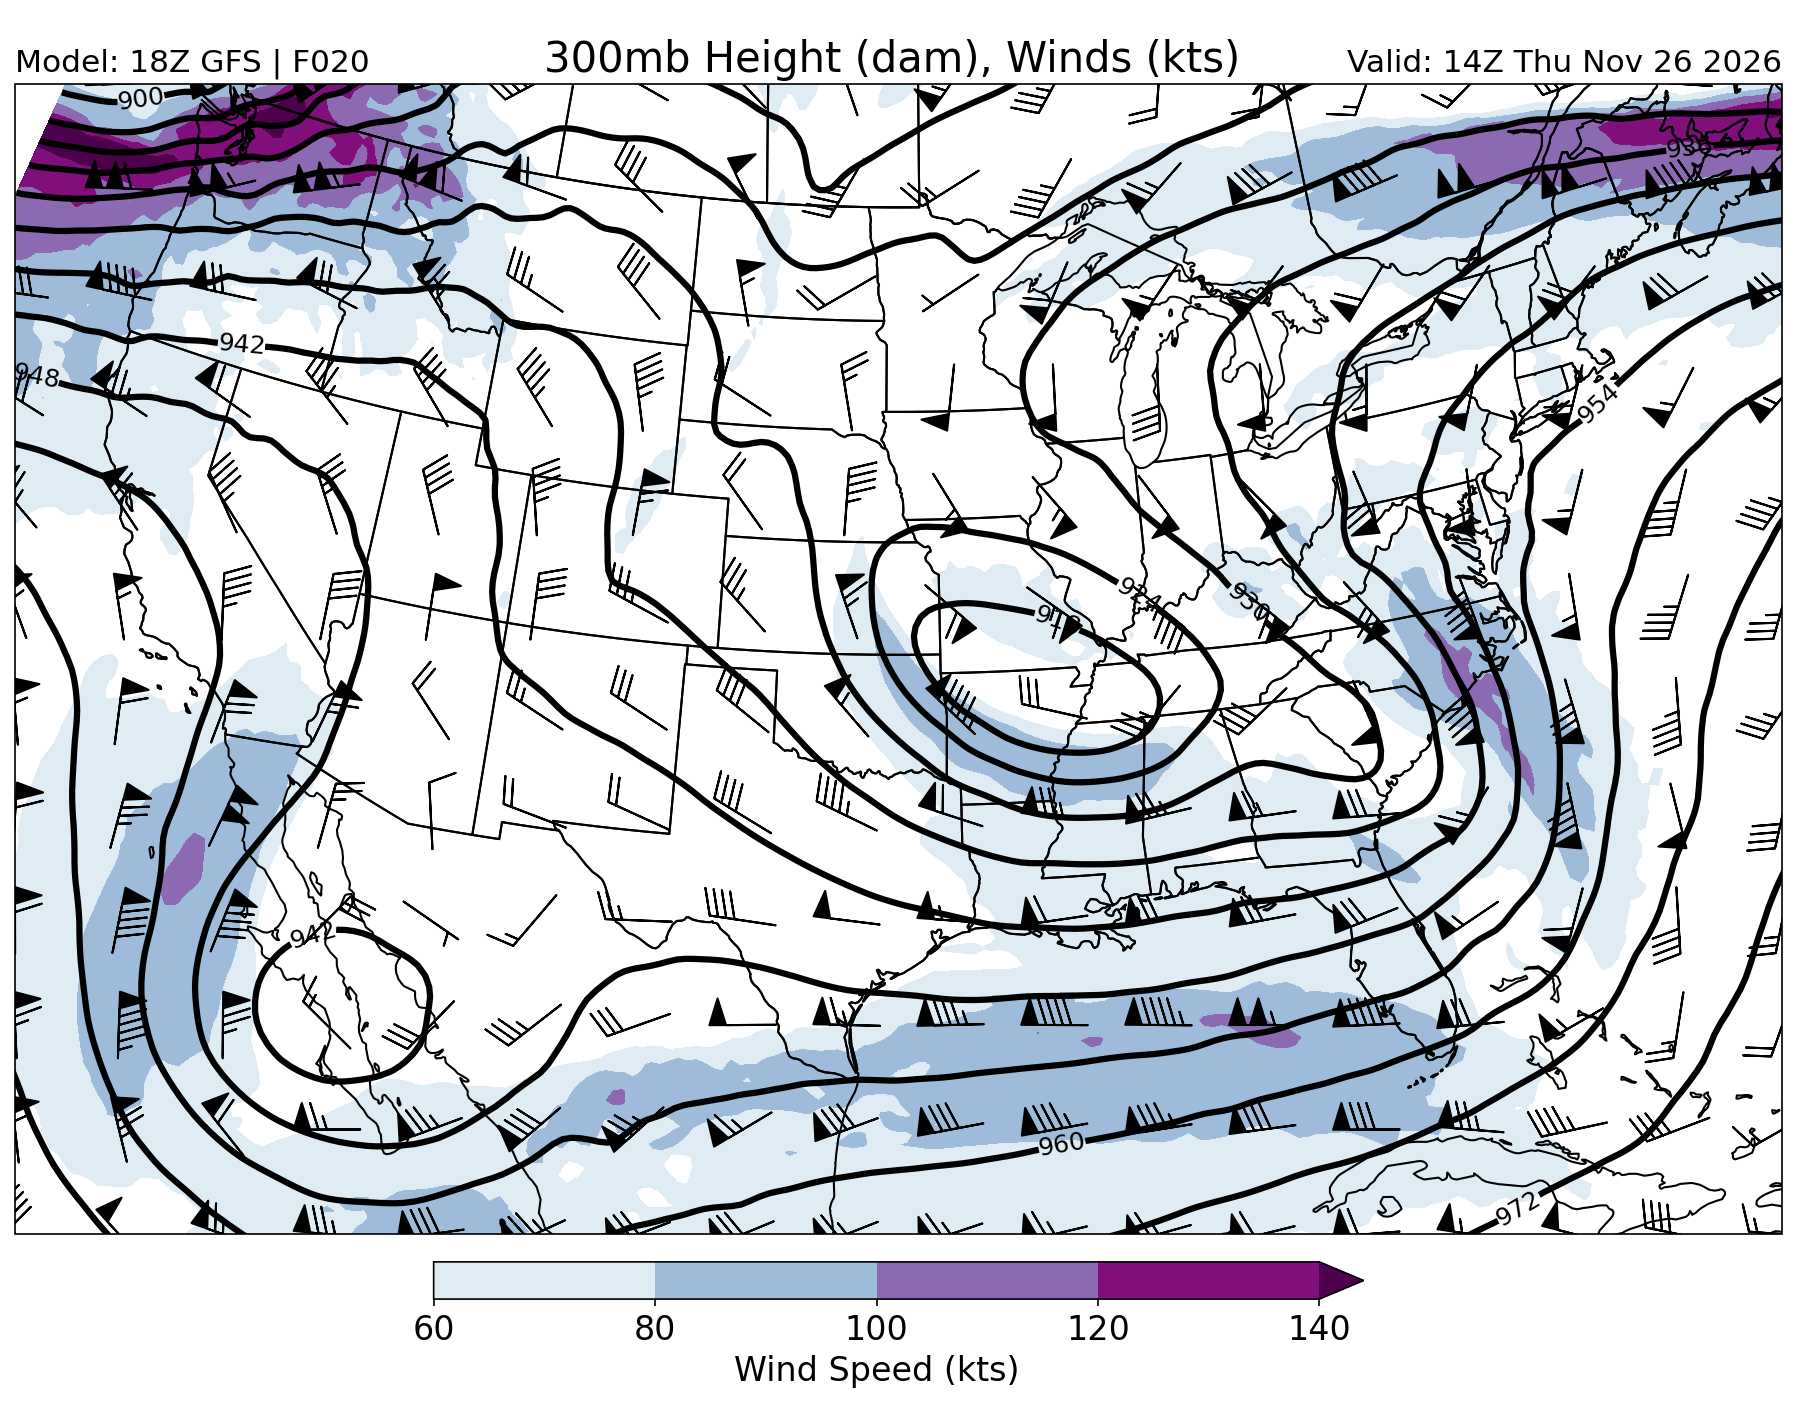 Model: 18Z GFS | F020
300mb Height (dam), Winds (kts)
Valid: 14Z Thu Nov 26 2026
900
936
942
948
954
924
930
918
942
960
972
60 80 100 120 140
Wind Speed (kts)